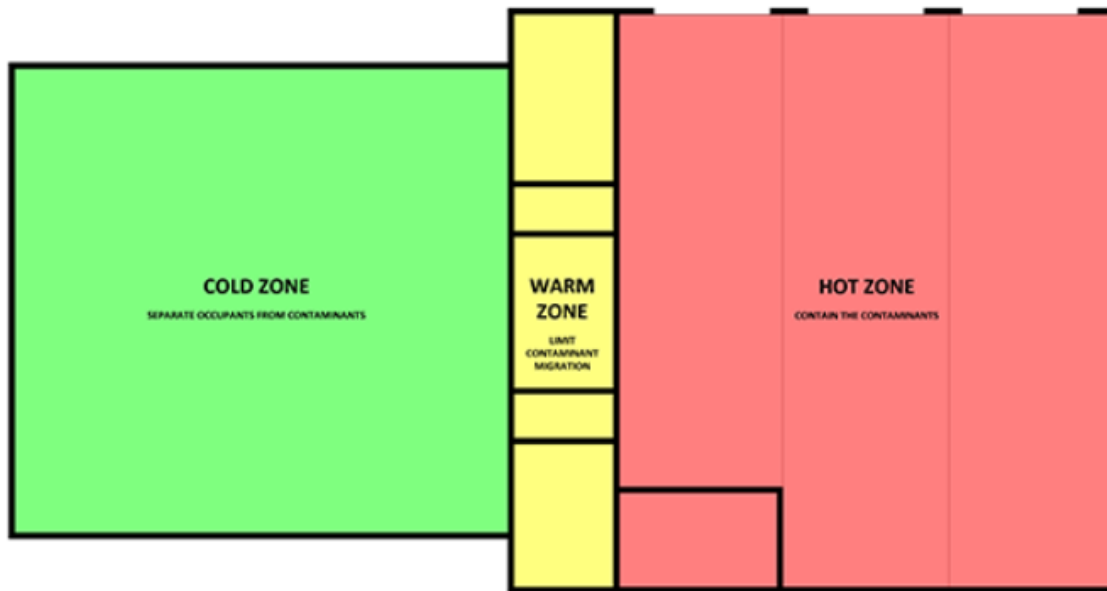 COLD ZONE
SEPARATE OCCUPANTS FROM CONTAMINANTS
WARM
ZONE
LIMIT
CONTAMINANT
MIGRATION
HOT ZONE
CONTAIN THE CONTAMINANTS